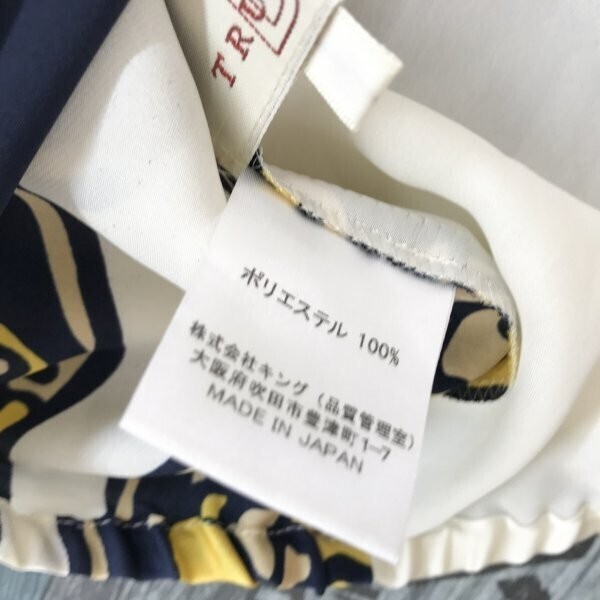 TRU
ポリエステル 100%
株式会社キング (品質管理室)
大阪府吹田市豊津町1-7
MADE IN JAPAN